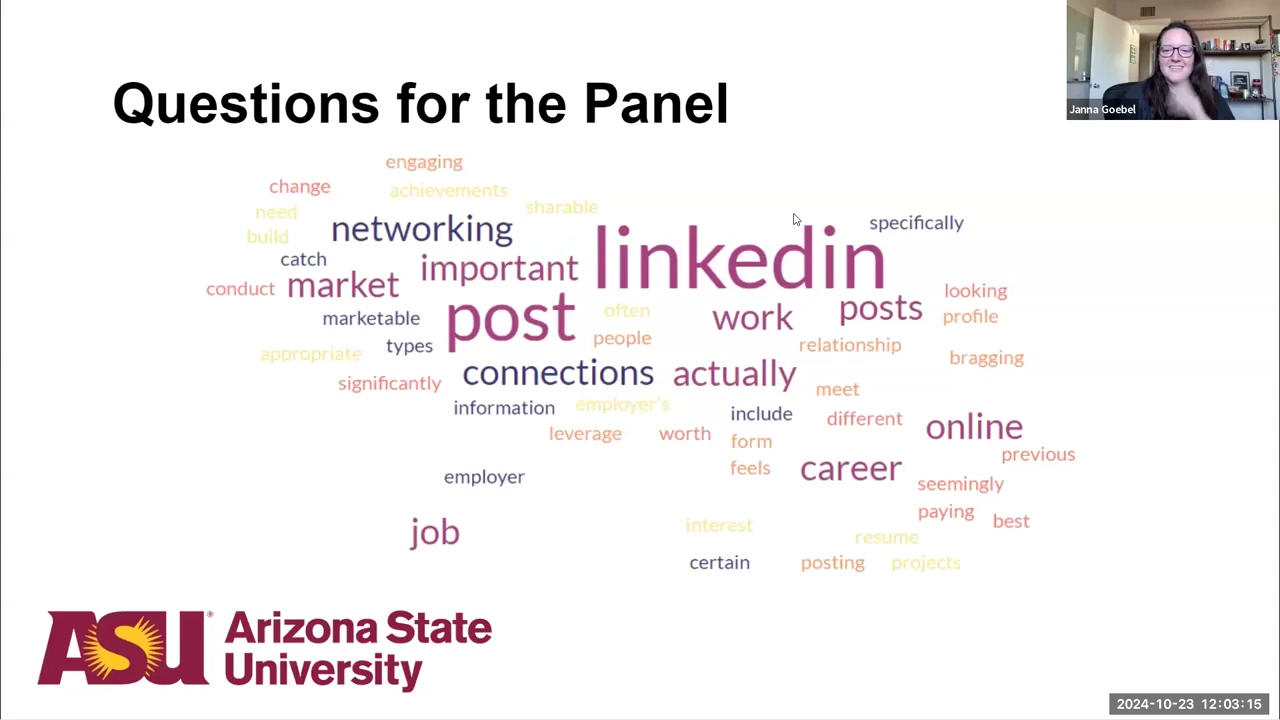 Janna Goebel
Questions for the Panel
engaging
change
achievements
need
sharable
build
networking
specifically
linkedin
catch
important
market
conduct
looking
post
often
work
posts
profile
marketable
people
types
relationship
appropriate
bragging
connections
actually
significantly
meet
information
employer's
include
different
online
leverage
worth
form
previous
feels
career
employer
seemingly
paying
best
job
interest
resume
certain
posting
projects
ASU®
Arizona State
University
2024-10-23 12:03:15